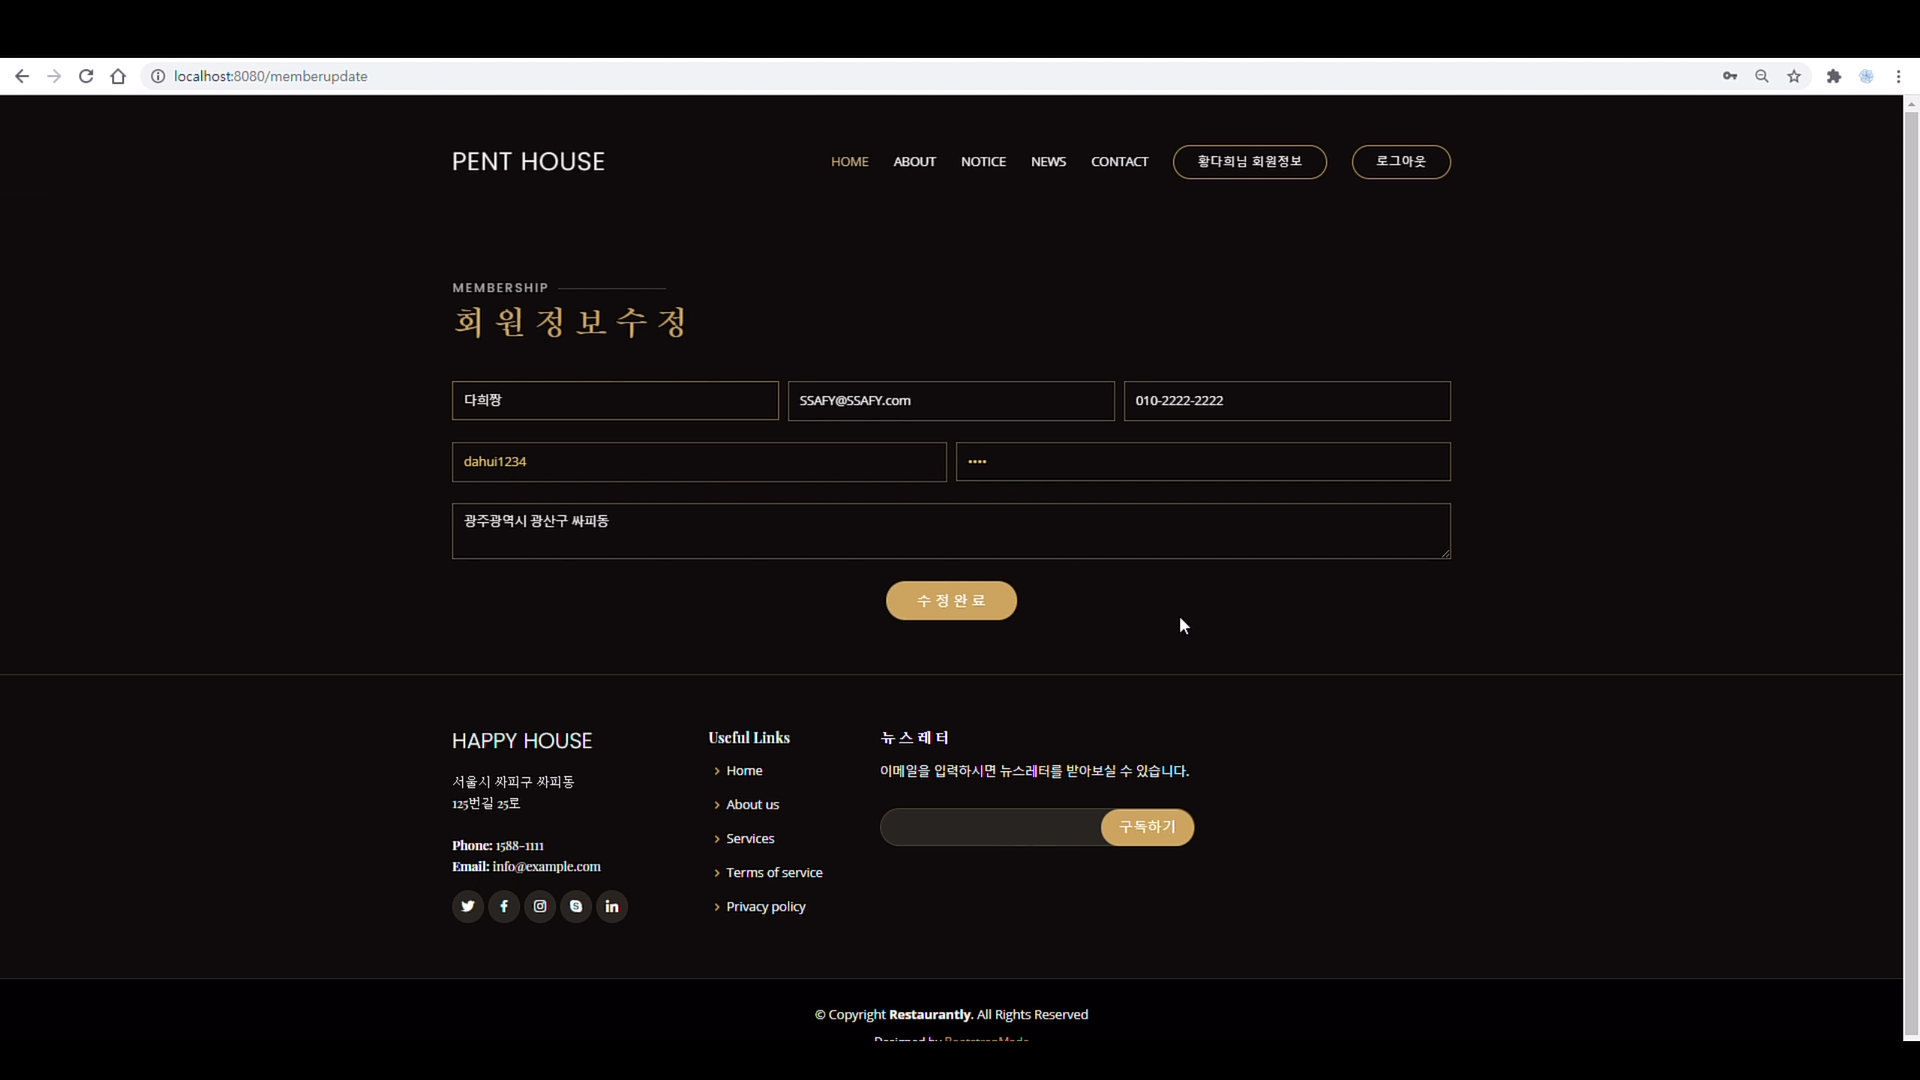 localhost:8080/memberupdate
PENT HOUSE
HOME
ABOUT
NOTICE
NEWS
CONTACT
황다희님 회원정보
로그아웃
MEMBERSHIP
회원정보수정
다희짱
SSAFY@SSAFY.com
010-2222-2222
dahui1234
••••
광주광역시 광산구 싸피동
수정완료
HAPPY HOUSE
서울시 싸피구 싸피동
125번길 25로
Phone: 1588-1111
Email: info@example.com
Useful Links
Home
About us
Services
Terms of service
Privacy policy
뉴스레터
이메일을 입력하시면 뉴스레터를 받아보실 수 있습니다.
구독하기
© Copyright Restaurantly. All Rights Reserved
Designed by BootstrapMade